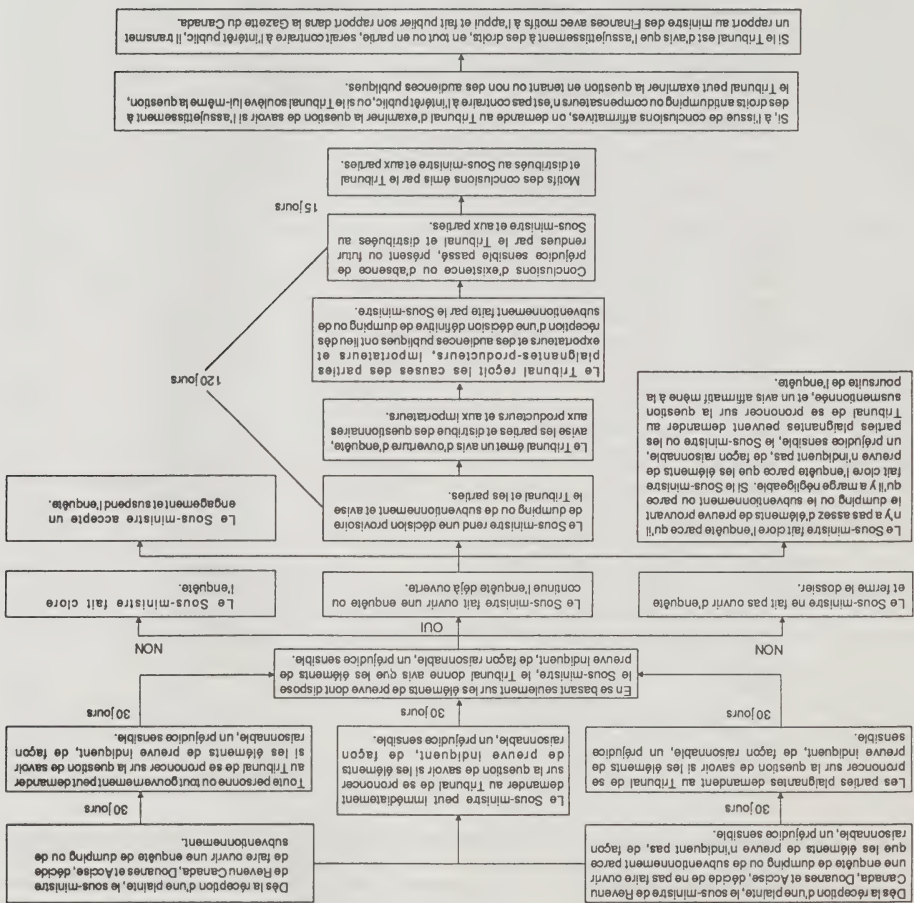 Dès la réception d'une plainte, le sous-ministre de Revenu
Canada, Douanes et Accise, décide de ne pas faire ouvrir
une enquête de dumping ou de subventionnement parce
que les éléments de preuve n'indiquent pas, de façon
raisonnable, un préjudice sensible.
Dès la réception d'une plainte, le sous-ministre
de Revenu Canada, Douanes et Accise, décide
de faire ouvrir une enquête de dumping ou de
subventionnement.
30 jours
30 jours
Les parties plaignantes demandent au Tribunal de se
prononcer sur la question de savoir si les éléments de
preuve indiquent, de façon raisonnable, un préjudice
sensible.
Le Sous-ministre peut immédiatement
demander au Tribunal de se prononcer
sur la question de savoir si les éléments
de preuve indiquent, de façon
raisonnable, un préjudice sensible.
Toute personne ou tout gouvernement peut demander
au Tribunal de se prononcer sur la question de savoir
si les éléments de preuve indiquent, de façon
raisonnable, un préjudice sensible.
30 jours
30 jours
30 jours
En se basant seulement sur les éléments de preuve dont dispose
le Sous-ministre, le Tribunal donne avis que les éléments de
preuve indiquent, de façon raisonnable, un préjudice sensible.
NON
OUI
NON
Le Sous-ministre ne fait pas ouvrir d'enquête
et ferme le dossier.
Le Sous-ministre fait ouvrir une enquête ou
continue l'enquête déjà ouverte.
Le Sous-ministre fait clore
l'enquête.
Le Sous-ministre fait clore l'enquête parce qu'il
n'y a pas assez d'éléments de preuve prouvant
le dumping ou le subventionnement ou parce
qu'il y a marge négligeable. Si le Sous-ministre
fait clore l'enquête parce que les éléments de
preuve n'indiquent pas, de façon raisonnable,
un préjudice sensible, le Sous-ministre ou les
parties plaignantes peuvent demander au
Tribunal de se prononcer sur la question
susmentionnée, et un avis affirmatif mène à la
poursuite de l'enquête.
Le Sous-ministre rend une décision provisoire
de dumping ou de subventionnement et avise
le Tribunal et les parties.
Le Sous-ministre accepte un
engagement et suspend l'enquête.
Le Tribunal émet un avis d'ouverture d'enquête,
avise les parties et distribue des questionnaires
aux producteurs et aux importateurs.
120 jours
Le Tribunal reçoit les causes des parties
plaignantes-producteurs, importateurs et
exportateurs et des audiences publiques ont lieu dès
réception d'une décision définitive de dumping ou de
subventionnement faite par le Sous-ministre.
Conclusions d'existence ou d'absence de
préjudice sensible passé, présent ou futur
rendues par le Tribunal et distribuées au
Sous-ministre et aux parties.
15 jours
Motifs des conclusions émis par le Tribunal
et distribués au Sous-ministre et aux parties.
Si, à l'issue de conclusions affirmatives, on demande au Tribunal d'examiner la question de savoir si l'assujettissement à
des droits antidumping ou compensateurs n'est pas contraire à l'intérêt public, ou si le Tribunal soulève lui-même la question,
le Tribunal peut examiner la question en tenant ou non des audiences publiques.
Si le Tribunal est d'avis que l'assujettissement à des droits, en tout ou en partie, serait contraire à l'intérêt public, il transmet
un rapport au ministre des Finances avec motifs à l'appui et fait publier son rapport dans la Gazette du Canada.